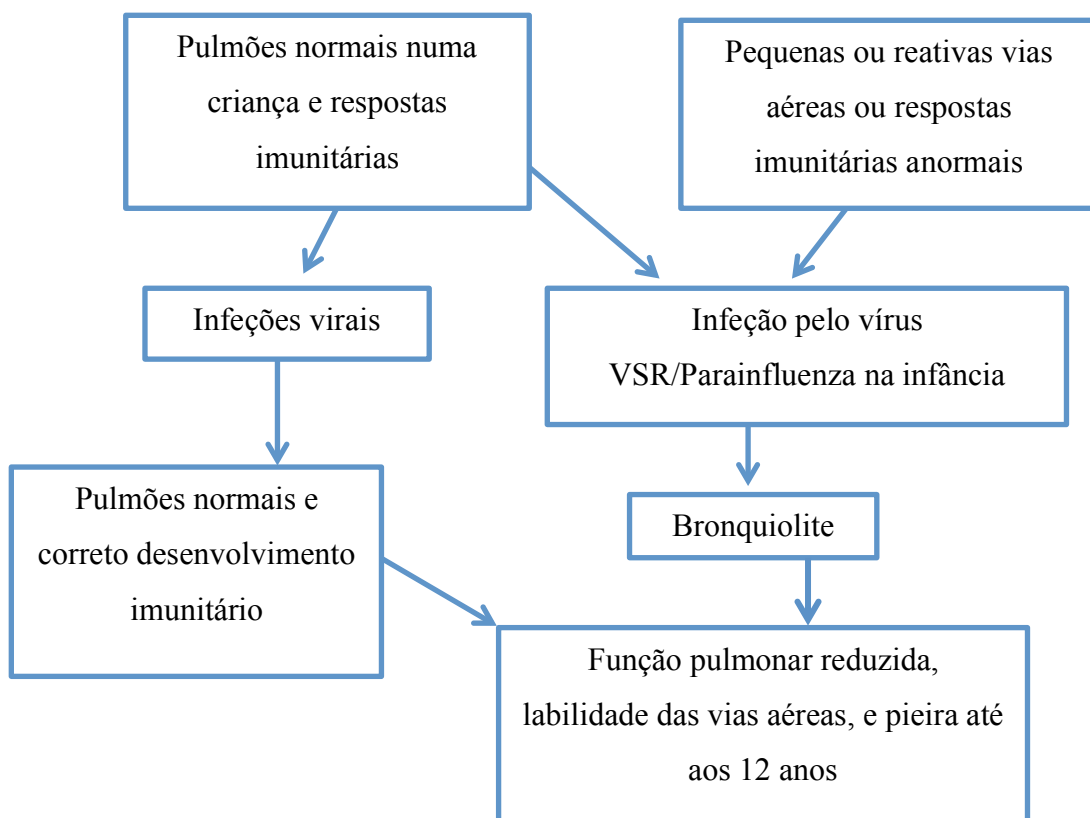 Pulmões normais numa
criança e respostas
imunitárias
Pequenas ou reativas vias
aéreas ou respostas
imunitárias anormais
Infeções virais
Infeção pelo vírus
VSR/Parainfluenza na infância
Pulmões normais e
correto desenvolvimento
imunitário
Bronquiolite
Função pulmonar reduzida,
labilidade das vias aéreas, e pieira até
aos 12 anos